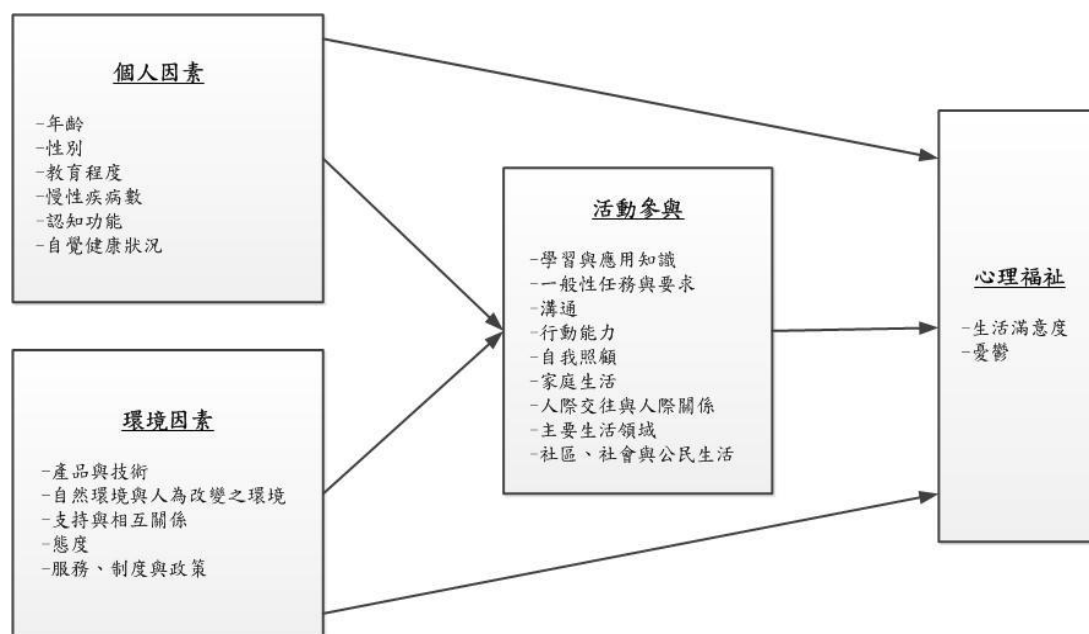 個人因素
-年齡
-性別
-教育程度
-慢性疾病數
-認知功能
-自覺健康狀況
環境因素
-產品與技術
-自然環境與人為改變之環境
-支持與相互關係
-態度
-服務、制度與政策
活動參與
-學習與應用知識
-一般性任務與要求
-溝通
-行動能力
-自我照顧
-家庭生活
-人際交往與人際關係
-主要生活領域
-社區、社會與公民生活
心理福祉
-生活滿意度
-憂鬱